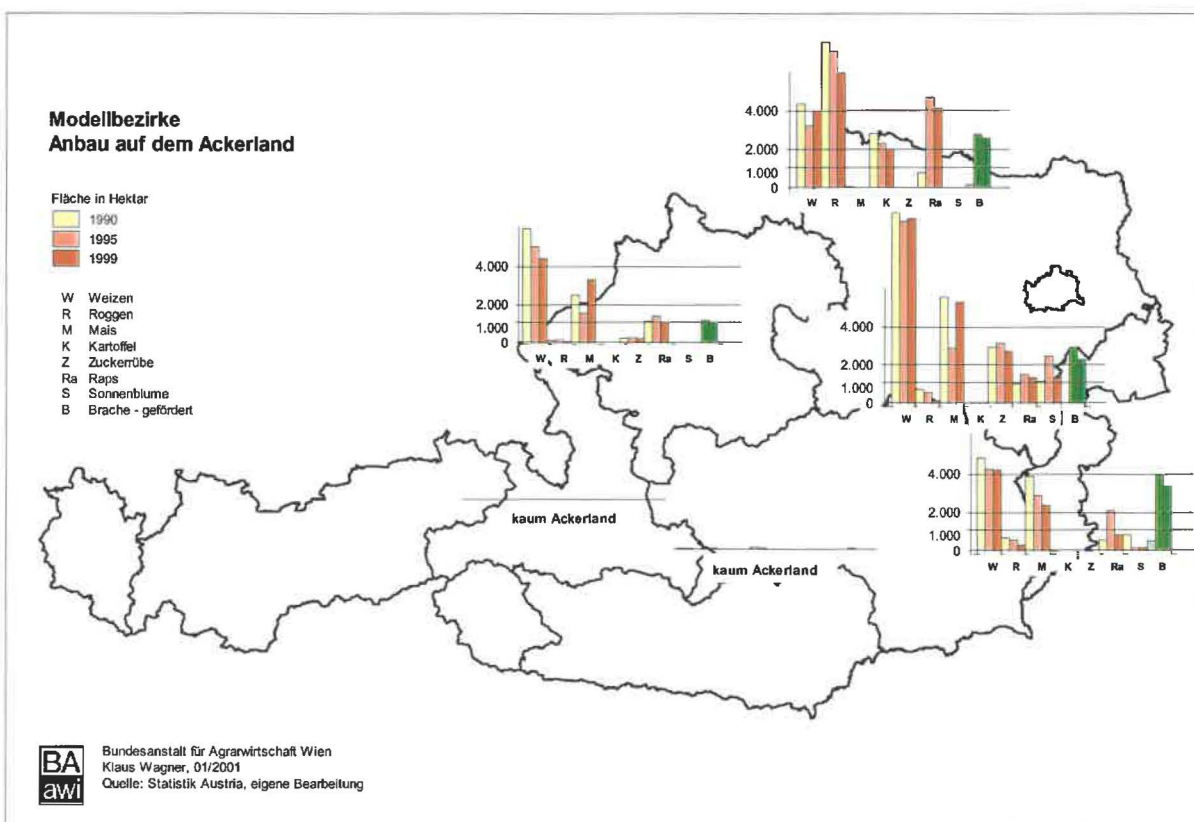 Modellbezirke
Anbau auf dem Ackerland
Fläche in Hektar
1990
1995
1999
W Weizen
R Roggen
M Mais
K Kartoffel
Z Zuckerrübe
Ra Raps
S Sonnenblume
B Brache - gefördert
4.000
2.000
1.000
0
W R M K Z Ra S B
4.000
2.000
1.000
0
W R M K Z Ra S B
4.000
2.000
1.000
0
W R M K Z Ra S B
4.000
2.000
1.000
0
W R M K Z Ra S B
kaum Ackerland
kaum Ackerland
BA
awi
Bundesanstalt für Agrarwirtschaft Wien
Klaus Wagner, 01/2001
Quelle: Statistik Austria, eigene Bearbeitung